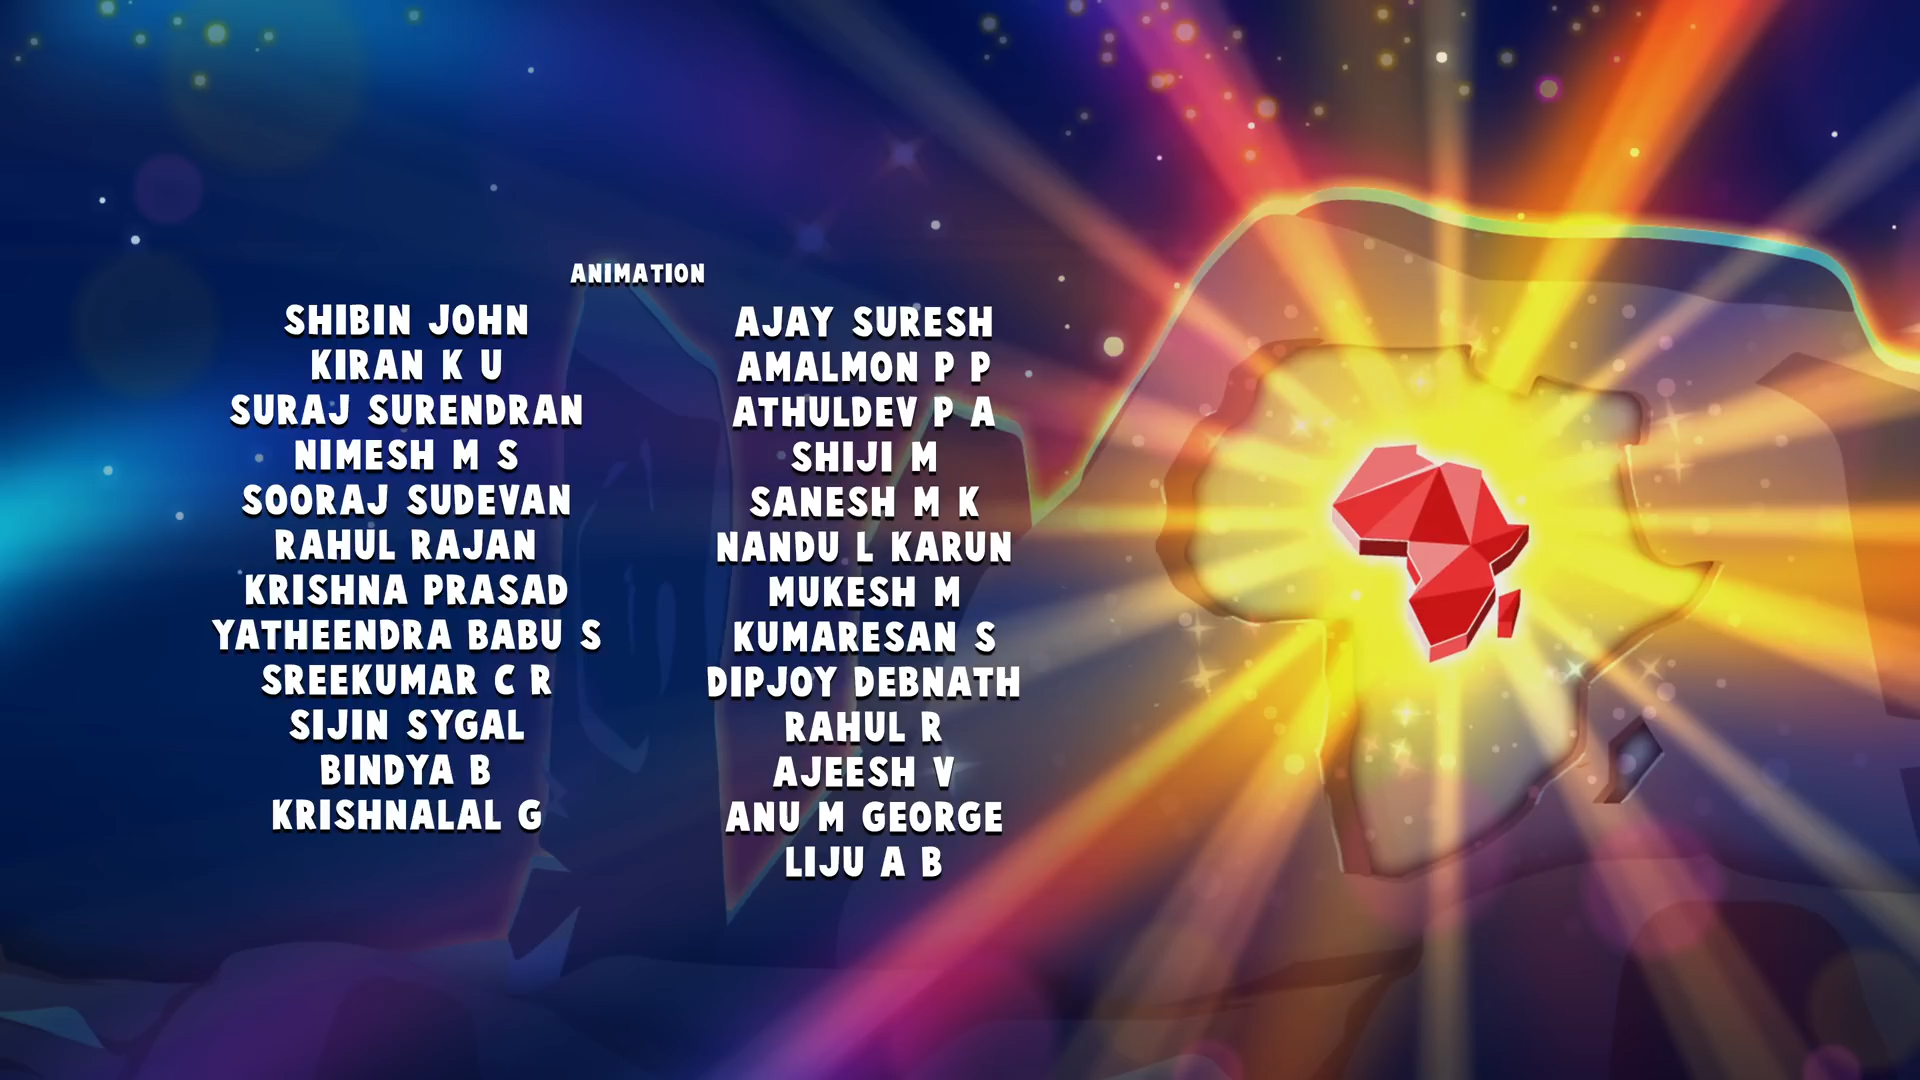 ANIMATION
SHIBIN JOHN
KIRAN K U
SURAJ SURENDRAN
NIMESH M S
SOORAJ SUDEVAN
RAHUL RAJAN
KRISHNA PRASAD
YATHEENDRA BABU S
SREEKUMAR C R
SIJIN SYGAL
BINDYA B
KRISHNALAL G
AJAY SURESH
AMALMON P P
ATHULDEV P A
SHIJI M
SANESH M K
NANDU L KARUN
MUKESH M
KUMARESAN S
DIPJOY DEBNATH
RAHUL R
AJEESH V
ANU M GEORGE
LIJU A B